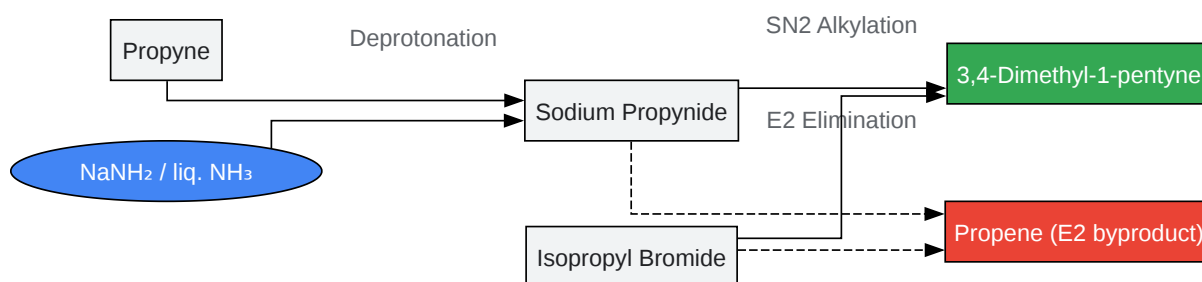 SN2 Alkylation
Propyne
Deprotonation
3,4-Dimethyl-1-pentyne
Sodium Propynide
E2 Elimination
NaNH₂ / liq. NH₃
Propene (E2 byproduct)
Isopropyl Bromide